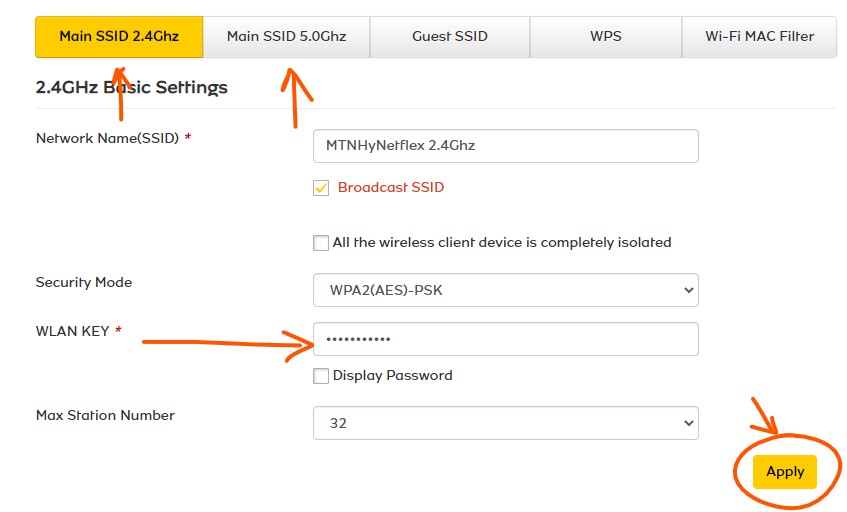 Main SSID 2.4Ghz Main SSID 5.0Ghz Guest SSID WPS Wi-Fi MAC Filter
2.4GHz Basic Settings
Network Name(SSID) * MTNHyNetflex 2.4Ghz
Broadcast SSID
All the wireless client device is completely isolated
Security Mode WPA2(AES)-PSK
WLAN KEY * •••••••••••
Display Password
Max Station Number 32
Apply